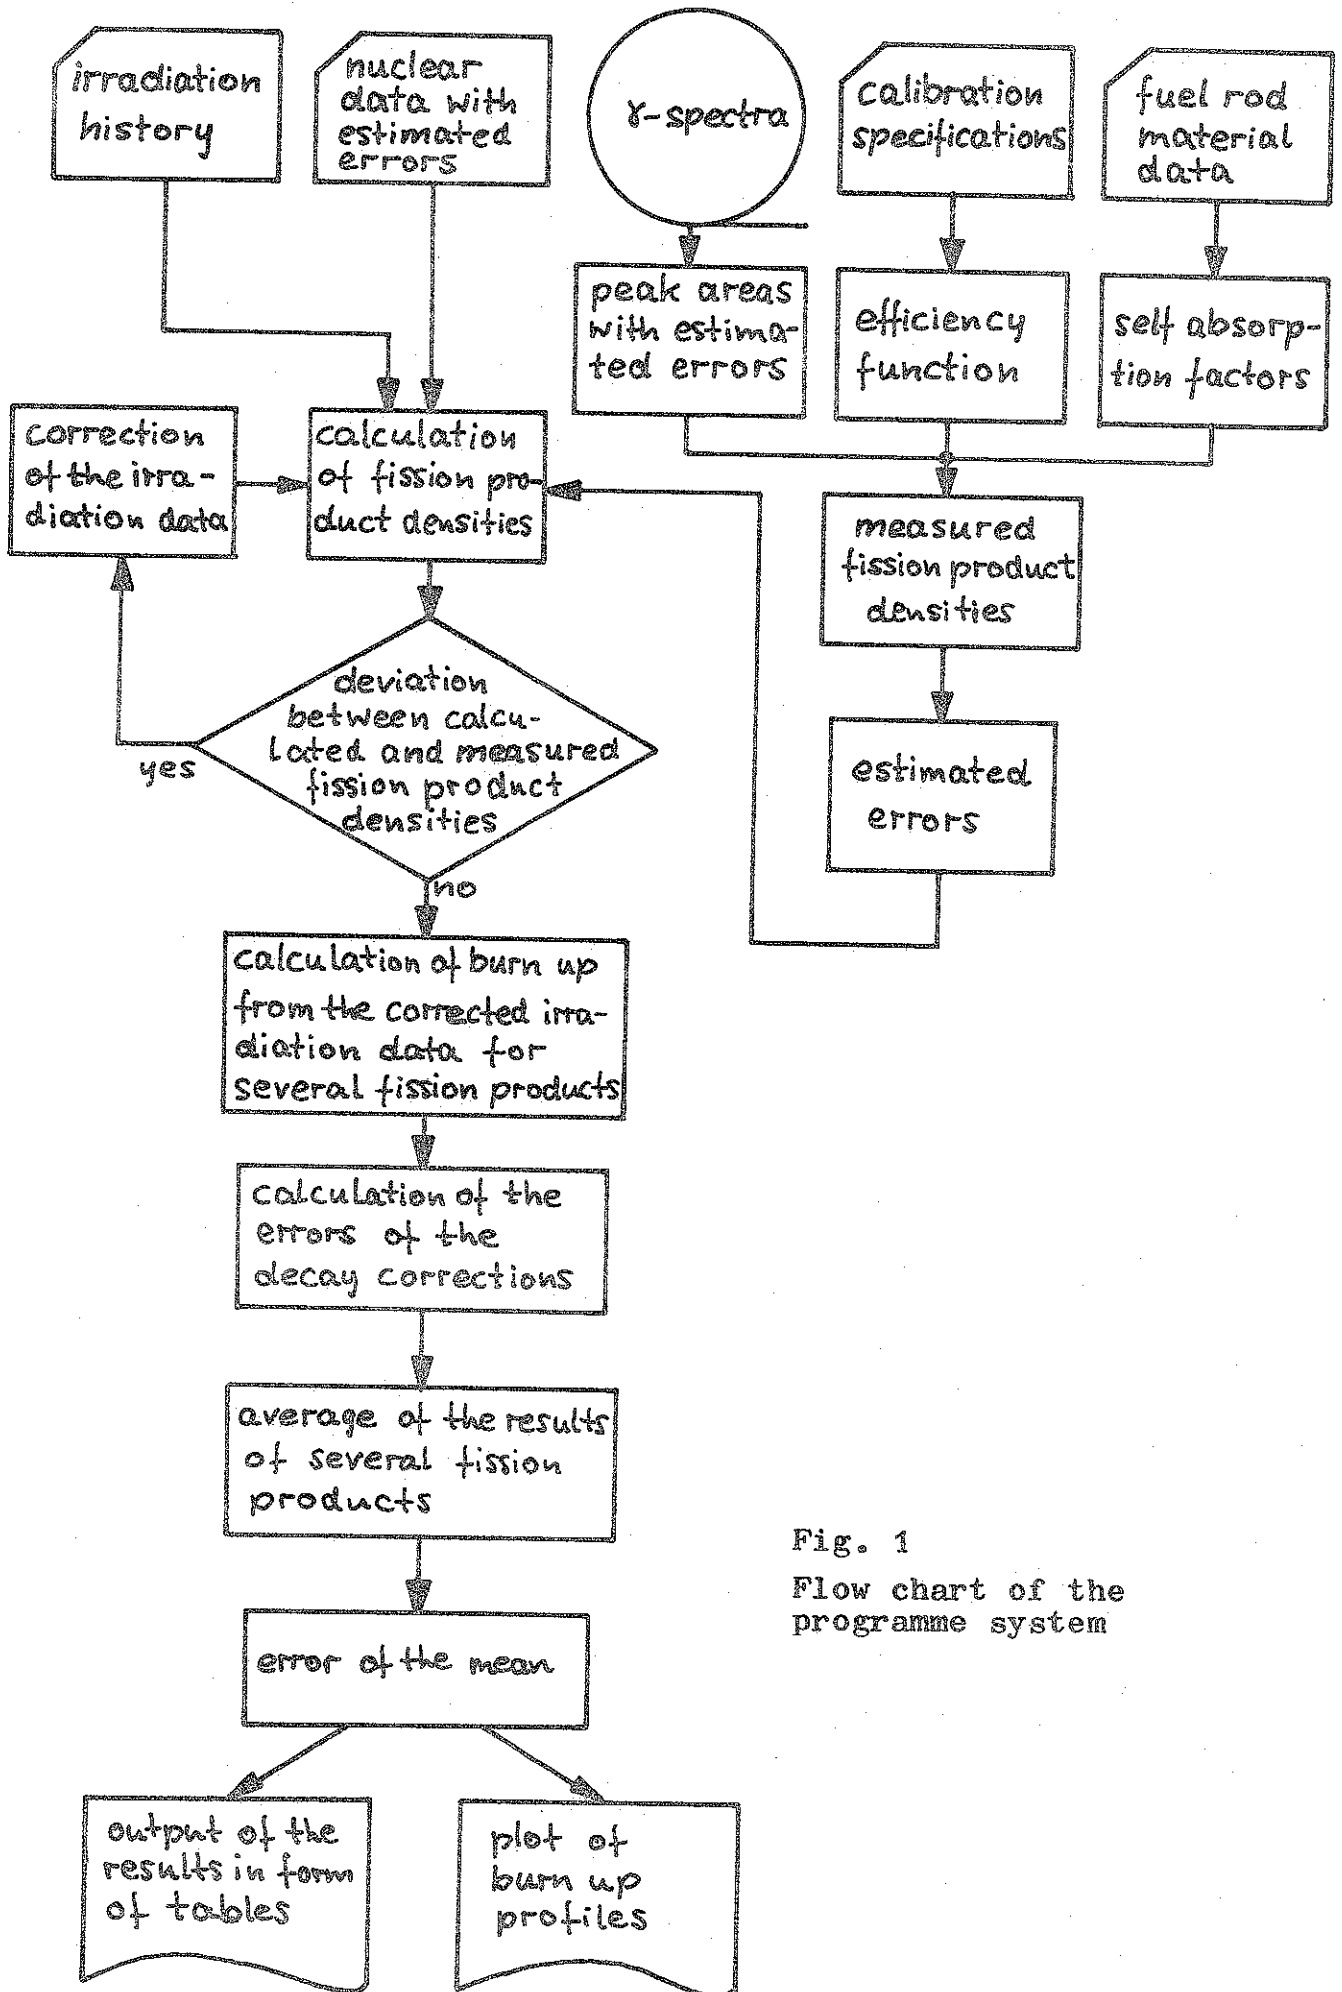 irradiation
history
nuclear
data with
estimated
errors
γ-spectra
calibration
specifications
fuel rod
material
data
peak areas
with estima-
ted errors
efficiency
function
self absorp-
tion factors
correction
of the irra-
diation data
calculation
of fission pro-
duct densities
measured
fission product
densities
deviation
between calcu-
lated and measured
fission product
densities
yes
no
estimated
errors
calculation of burn up
from the corrected irra-
diation data for
several fission products
calculation of the
errors of the
decay corrections
average of the results
of several fission
products
error of the mean
output of the
results in form
of tables
plot of
burn up
profiles
Fig. 1
Flow chart of the
programme system